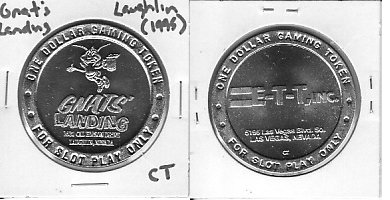 Gnat's Landing
Laughlin (1996)
ONE DOLLAR GAMING TOKEN
GNATS'
LANDING
LAUGHLIN, NEVADA
FOR SLOT PLAY ONLY
CT
ONE DOLLAR GAMING TOKEN
E-T-T, INC.
5195 Las Vegas Blvd. So.
LAS VEGAS, NEVADA
FOR SLOT PLAY ONLY